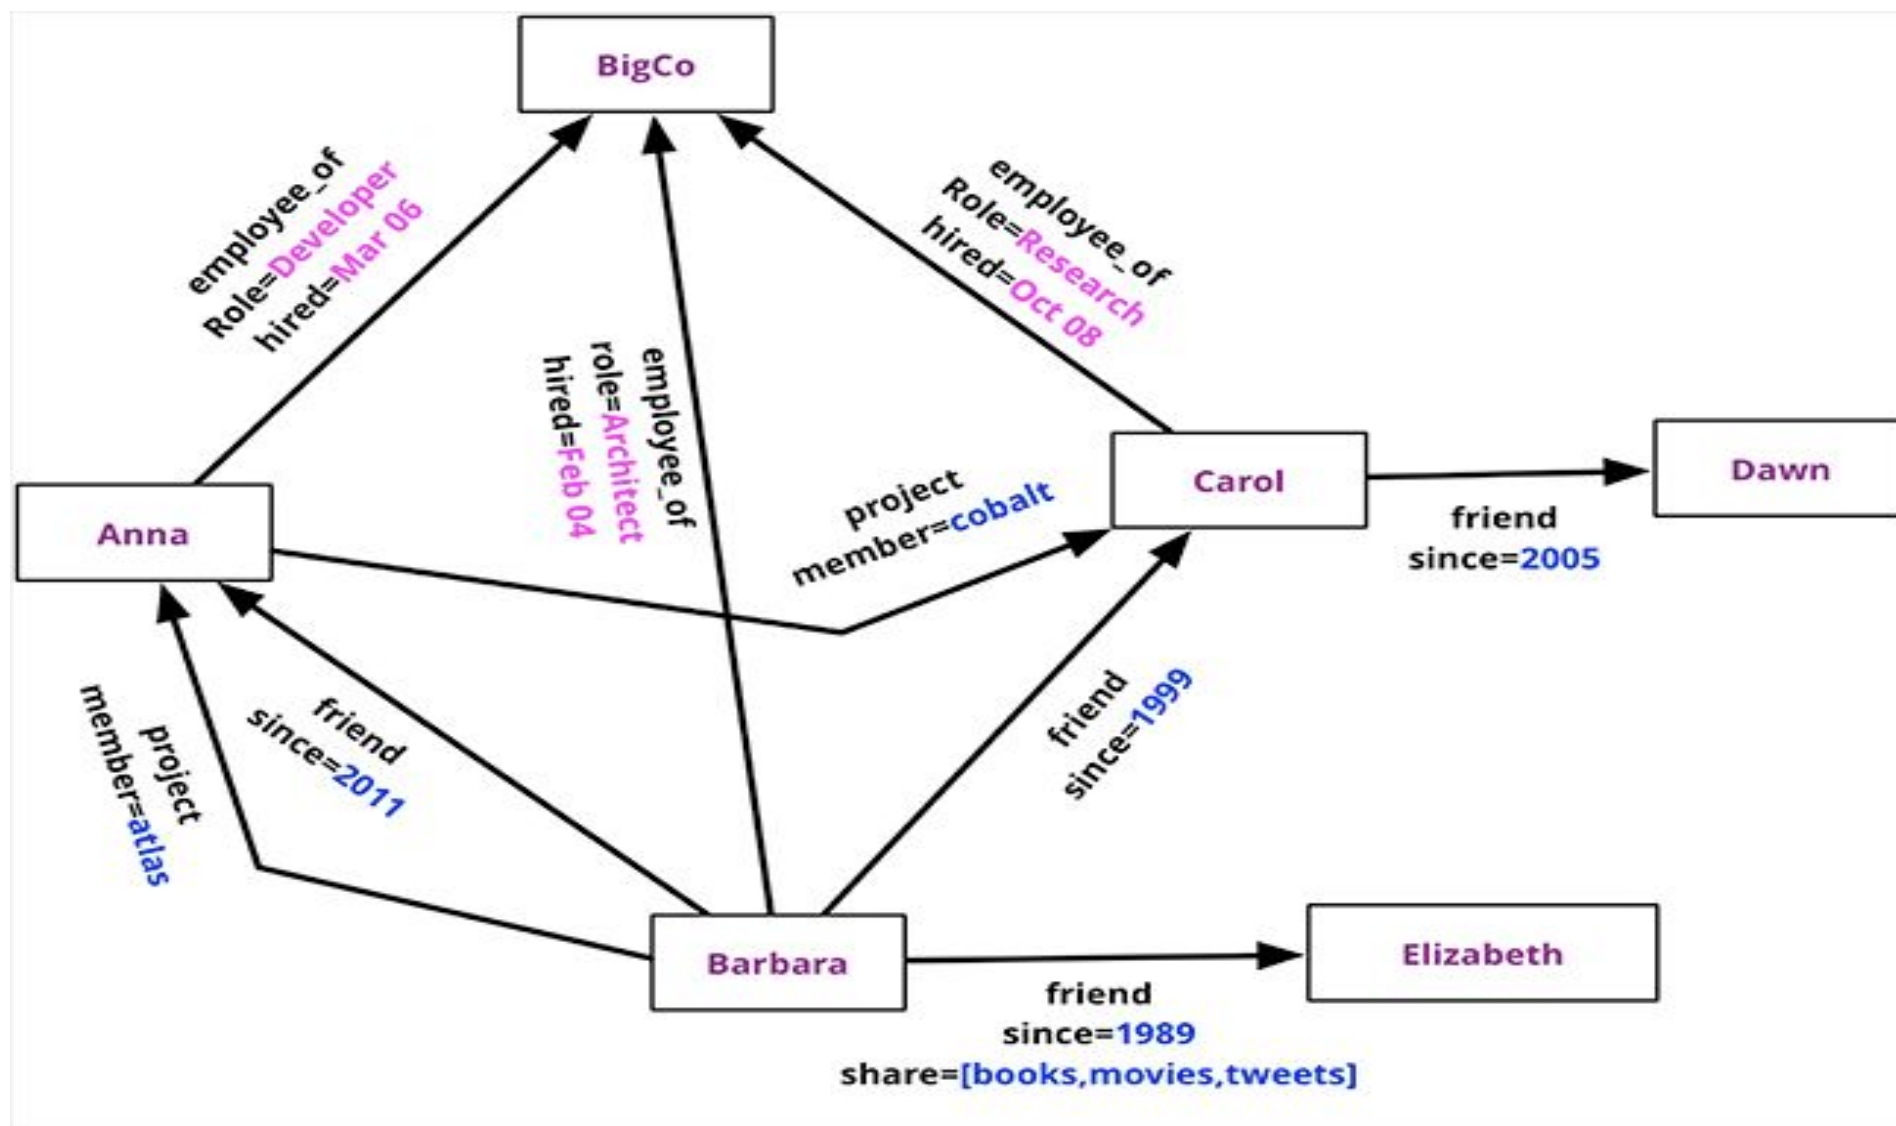 BigCo
employee_of
Role=Developer
hired=Mar 06
employee_of
Role=Research
hired=Oct 08
employee_of
role=Architect
hired=Feb 04
Anna
project
member=cobalt
Carol
Dawn
friend
since=2005
project
member=atlas
friend
since=2011
friend
since=1999
Barbara
Elizabeth
friend
since=1989
share=[books,movies,tweets]